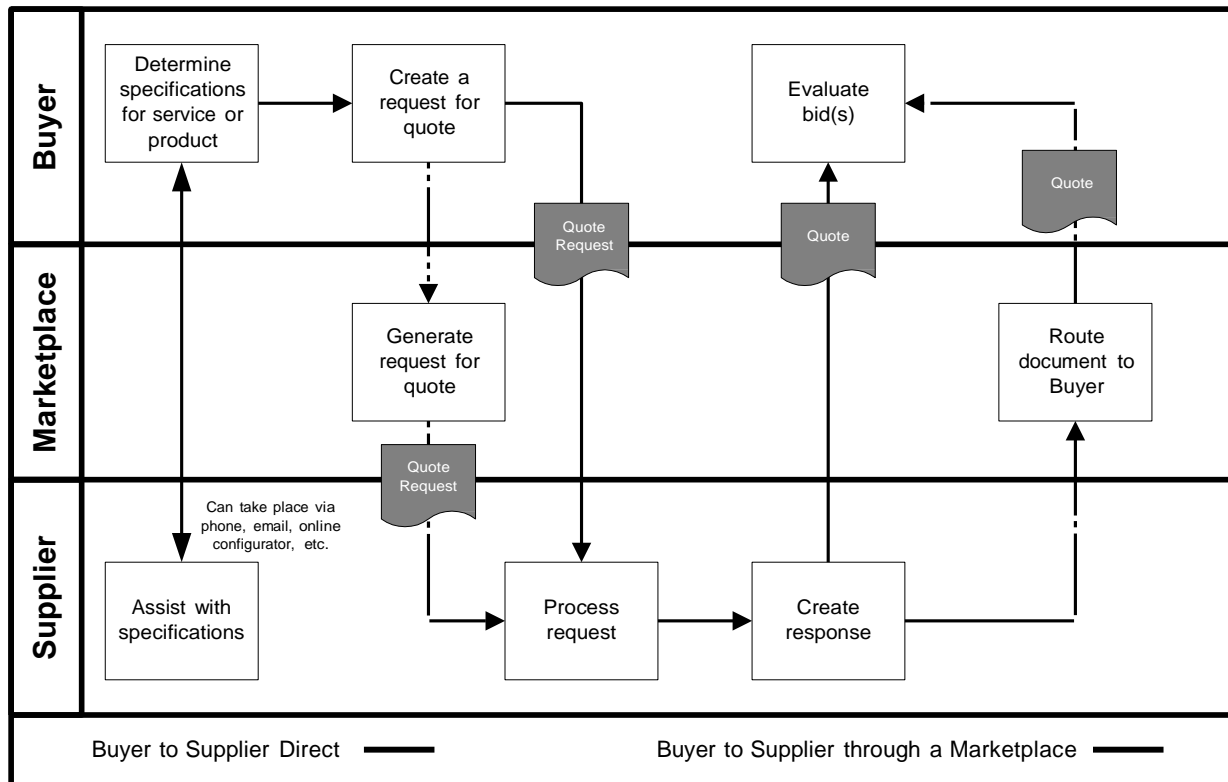 Buyer
Determine
specifications
for service or
product
Create a
request for
quote
Evaluate
bid(s)
Quote
Request
Quote
Quote
Marketplace
Generate
request for
quote
Route
document to
Buyer
Quote
Request
Supplier
Can take place via
phone, email, online
configurator, etc.
Assist with
specifications
Process
request
Create
response
Buyer to Supplier Direct
Buyer to Supplier through a Marketplace